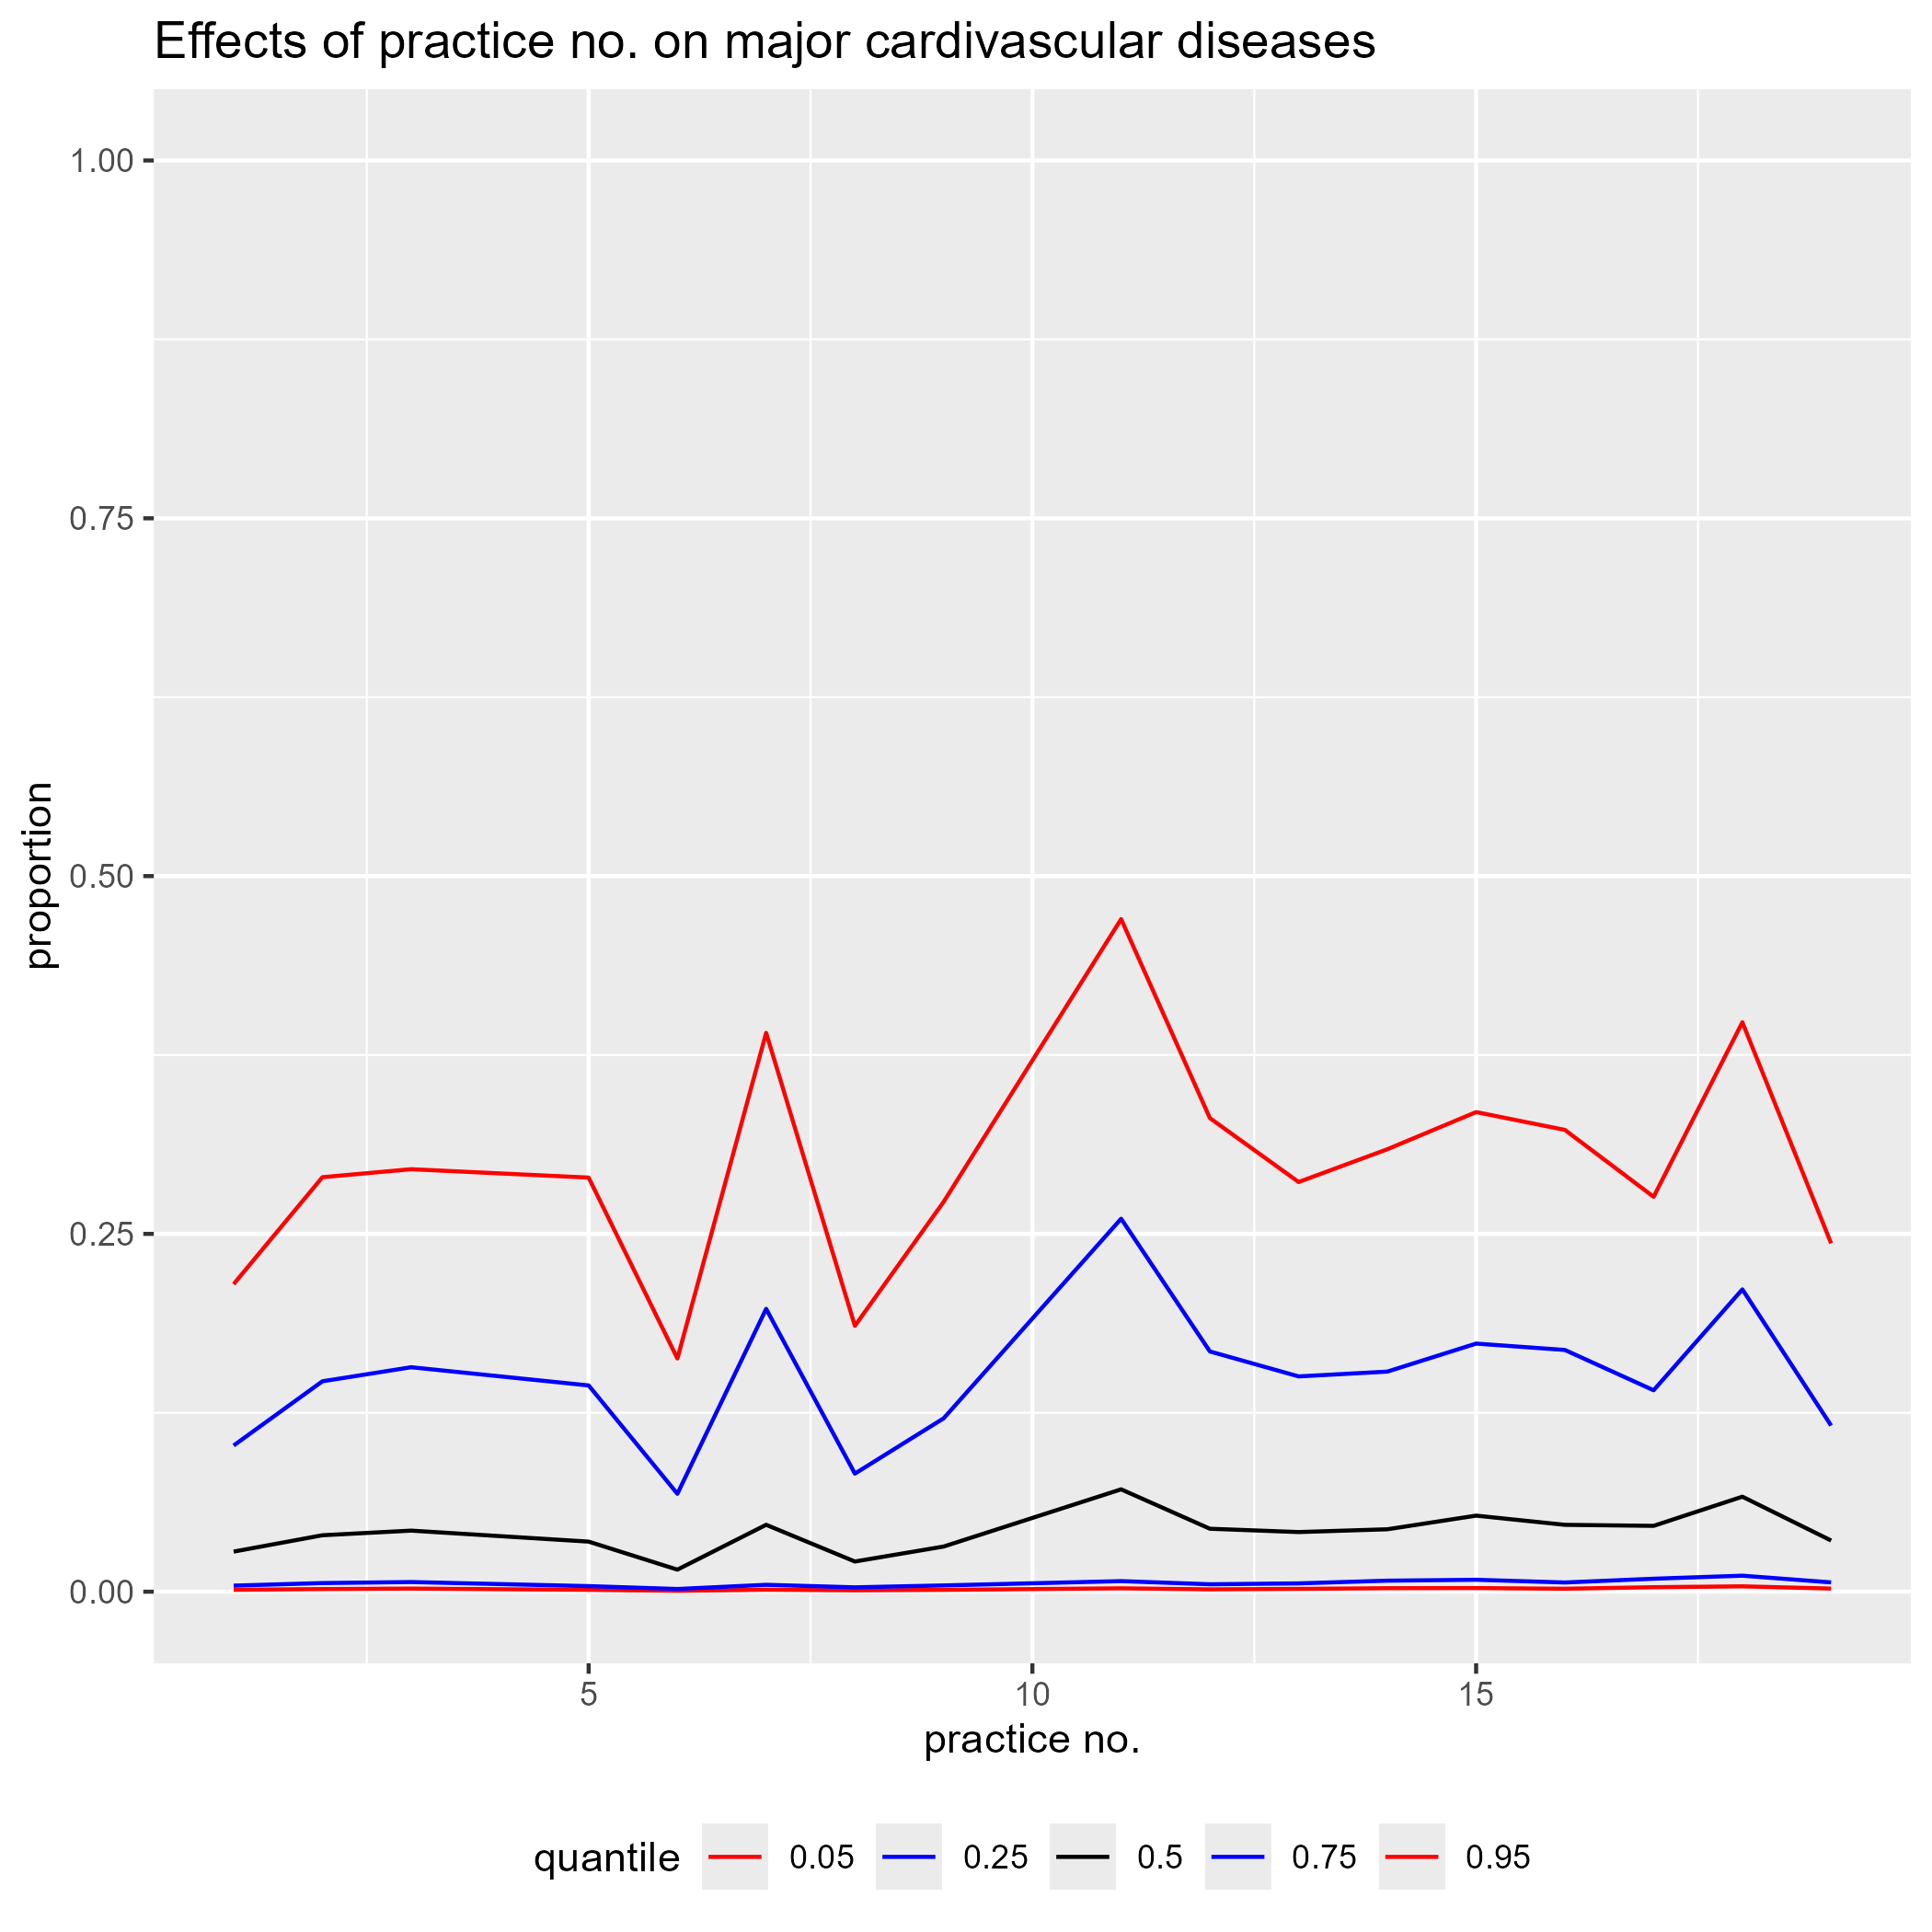 Effects of practice no. on major cardivascular diseases
1.00
0.75
0.50
0.25
0.00
proportion
5 10 15
practice no.
quantile 0.05 0.25 0.5 0.75 0.95